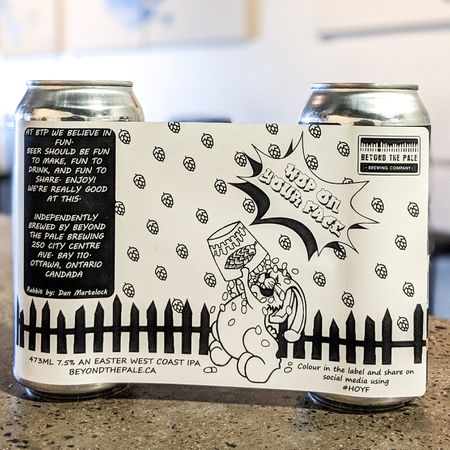 AT BTP WE BELIEVE IN
FUN.
BEER SHOULD BE FUN
TO MAKE, FUN TO
DRINK, AND FUN TO
SHARE. ENJOY!
WE'RE REALLY GOOD
AT THIS.
INDEPENDENTLY
BREWED BY BEYOND
THE PALE BREWING
250 CITY CENTRE
AVE. BAY 110.
OTTAWA, ONTARIO
CANDADA
Rabbit by: Dan Martelock
HOP ON
YOUR FACE
BEYOND THE PALE
BREWING COMPANY
473ML 7.5% AN EASTER WEST COAST IPA
BEYONDTHEPALE.CA
Colour in the label and share on
social media using
#HOYF